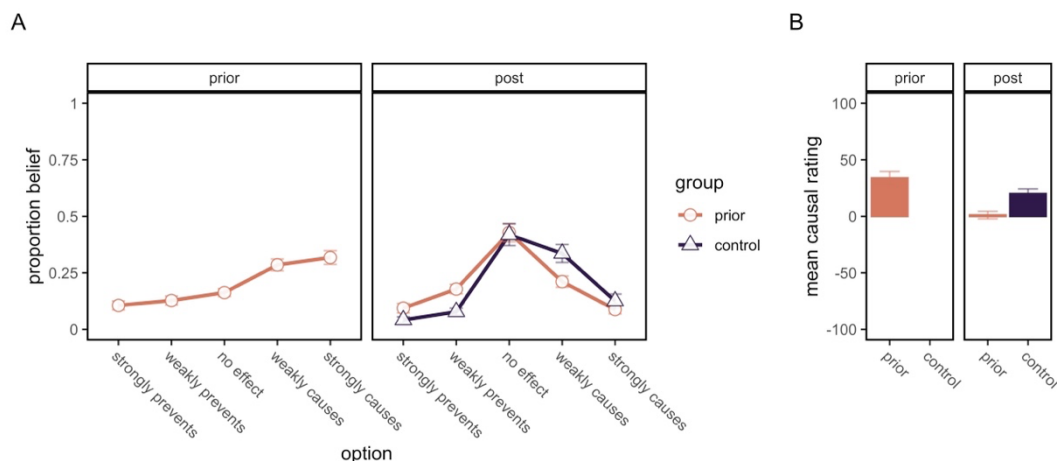 A
prior
post
1
0.75
0.5
0.25
0
proportion belief
strongly prevents
weakly prevents
no effect
weakly causes
strongly causes
strongly prevents
weakly prevents
no effect
weakly causes
strongly causes
option
group
prior
control
B
prior
post
100
50
0
-50
-100
mean causal rating
prior
control
prior
control